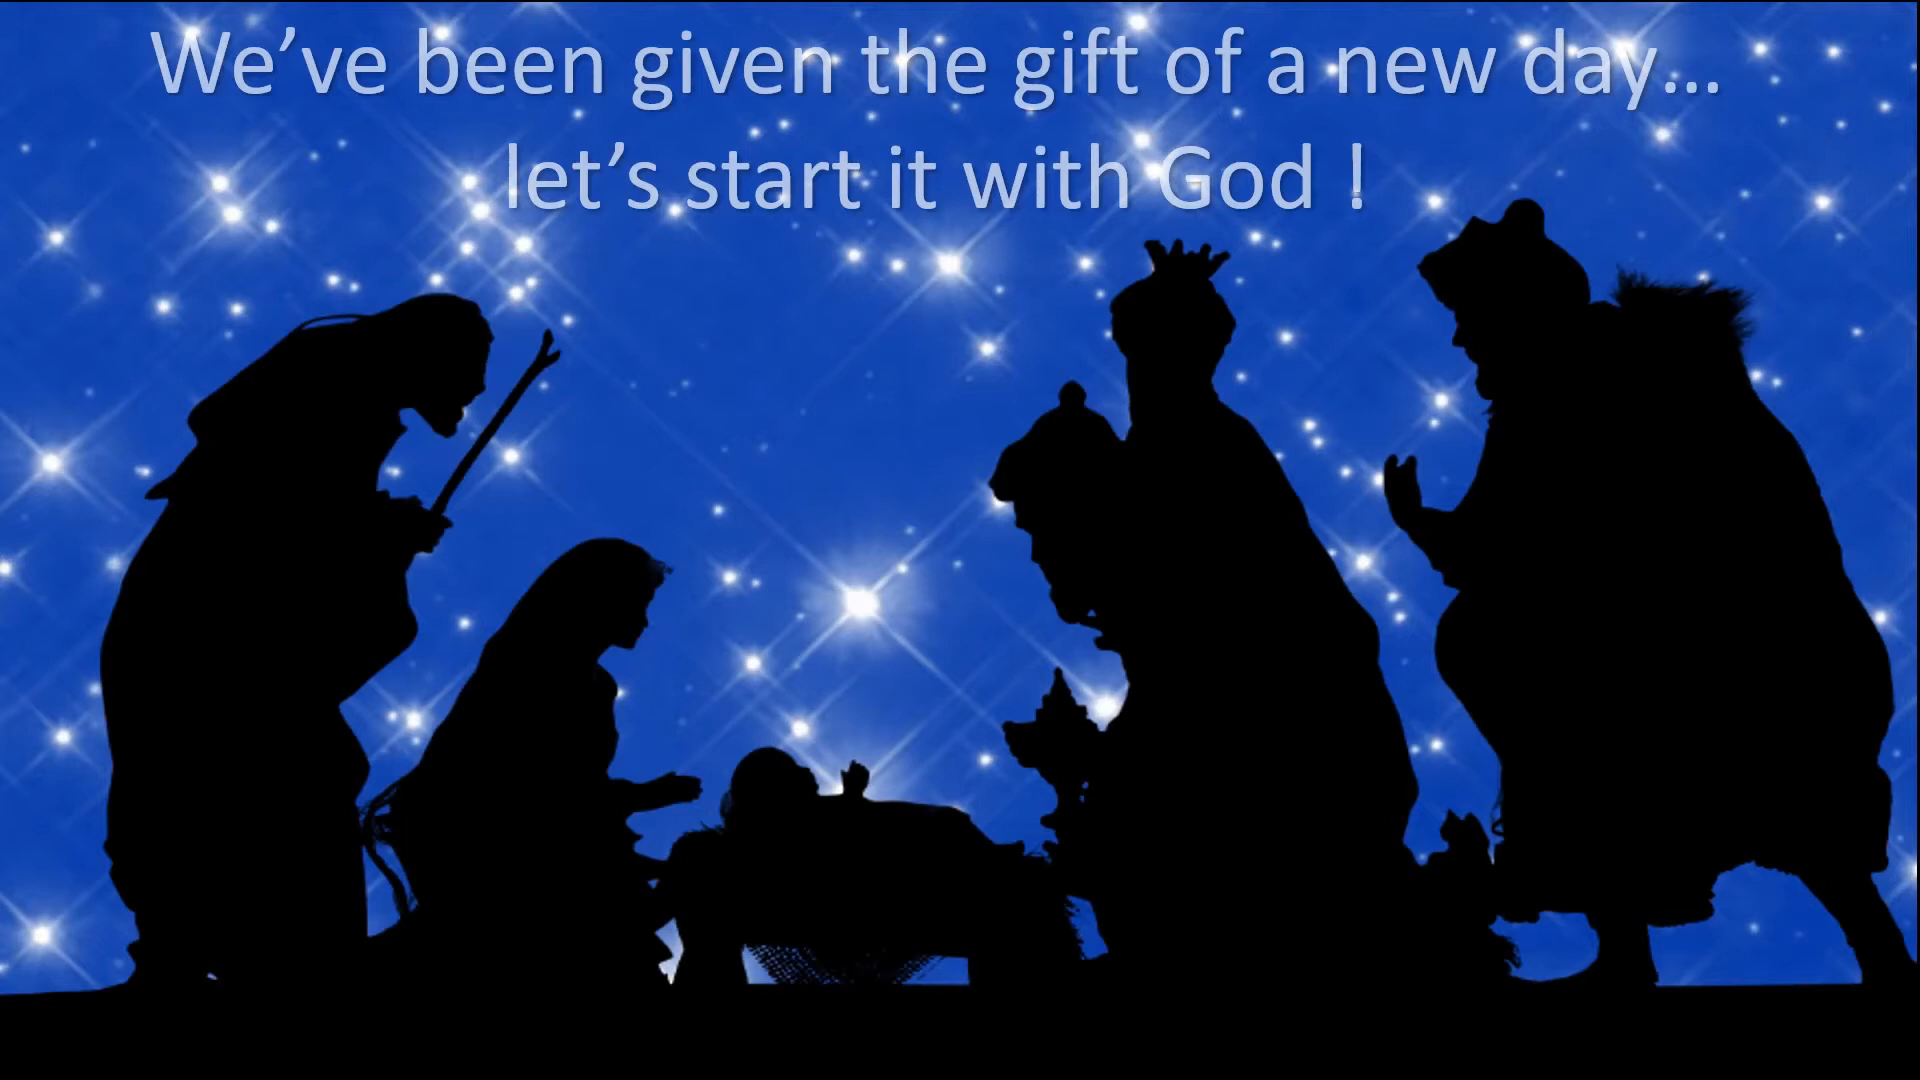 We’ve been given the gift of a new day…
let’s start it with God !